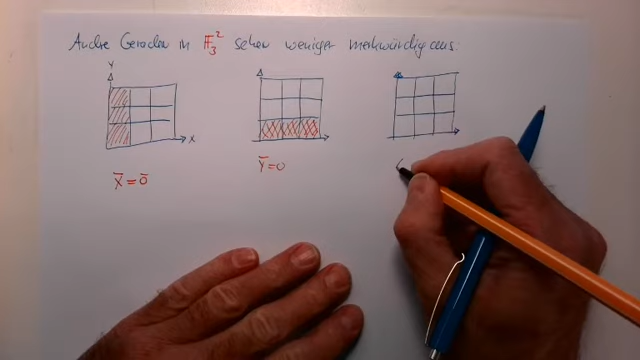 Andre Geraden in F₃² sehen weniger merkwürdig aus:
Y
X
X̄ = 0̄
Ȳ = 0